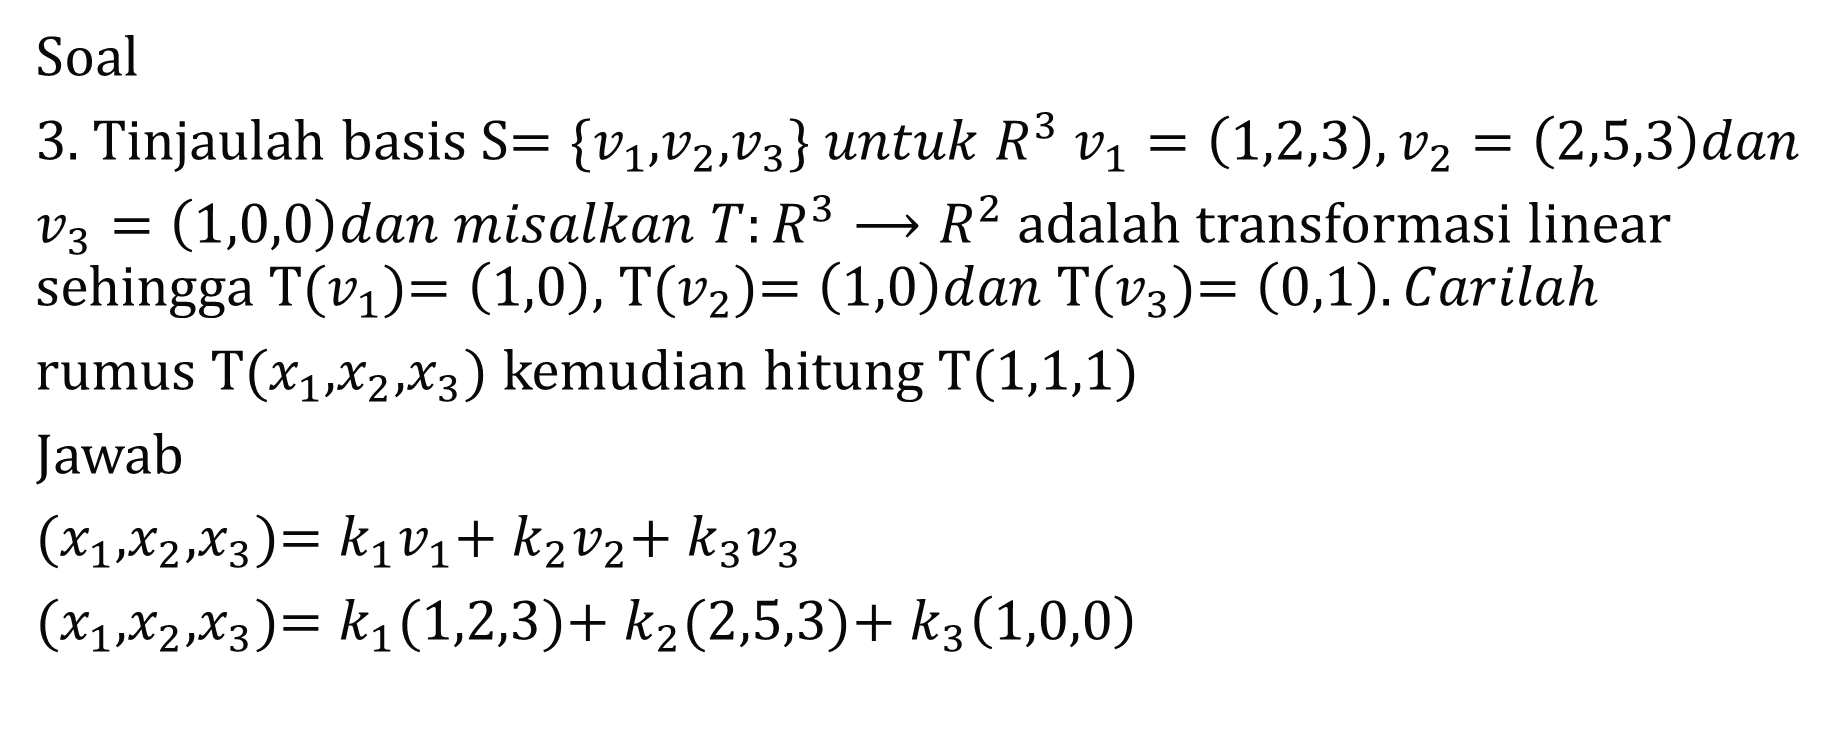 Soal
3. Tinjaulah basis S= {v₁,v₂,v₃} untuk R³ v₁ = (1,2,3), v₂ = (2,5,3)dan
v₃ = (1,0,0)dan misalkan T: R³ ⟶ R² adalah transformasi linear
sehingga T(v₁)= (1,0), T(v₂)= (1,0)dan T(v₃)= (0,1). Carilah
rumus T(x₁,x₂,x₃) kemudian hitung T(1,1,1)
Jawab
(x₁,x₂,x₃)= k₁v₁+ k₂v₂+ k₃v₃
(x₁,x₂,x₃)= k₁(1,2,3)+ k₂(2,5,3)+ k₃(1,0,0)